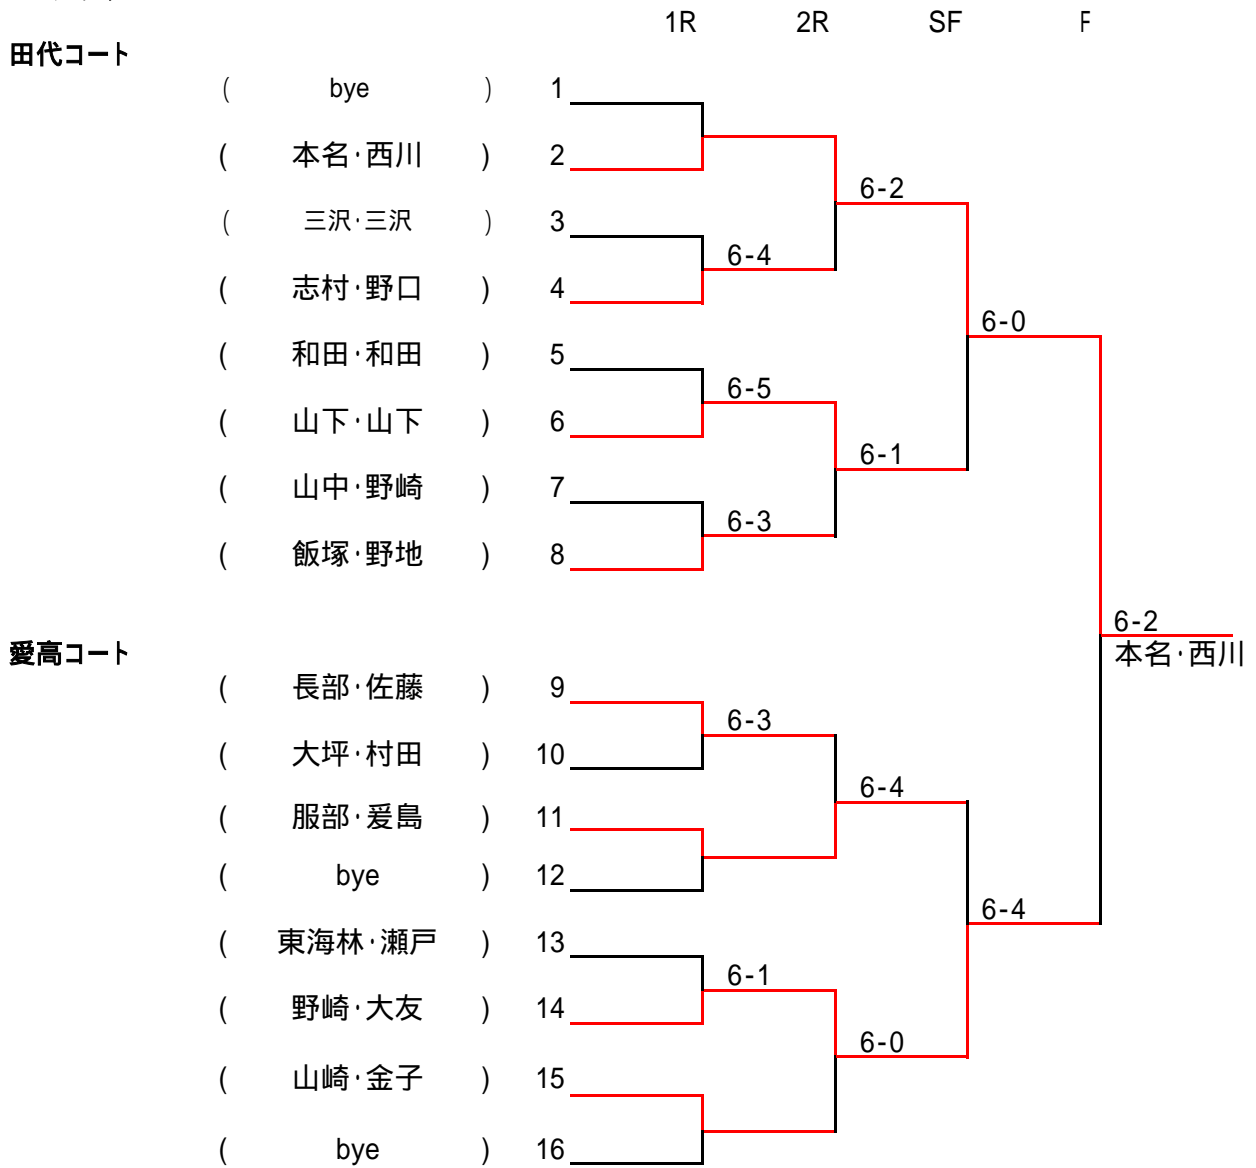 1R 2R SF F
田代コート
( bye ) 1
( 本名・西川 ) 2
6-2
( 三沢・三沢 ) 3
6-4
( 志村・野口 ) 4
6-0
( 和田・和田 ) 5
6-5
( 山下・山下 ) 6
6-1
( 山中・野崎 ) 7
6-3
( 飯塚・野地 ) 8
6-2
愛高コート
本名・西川
( 長部・佐藤 ) 9
6-3
( 大坪・村田 ) 10
6-4
( 服部・爰島 ) 11
( bye ) 12
6-4
( 東海林・瀬戸 ) 13
6-1
( 野崎・大友 ) 14
6-0
( 山崎・金子 ) 15
( bye ) 16